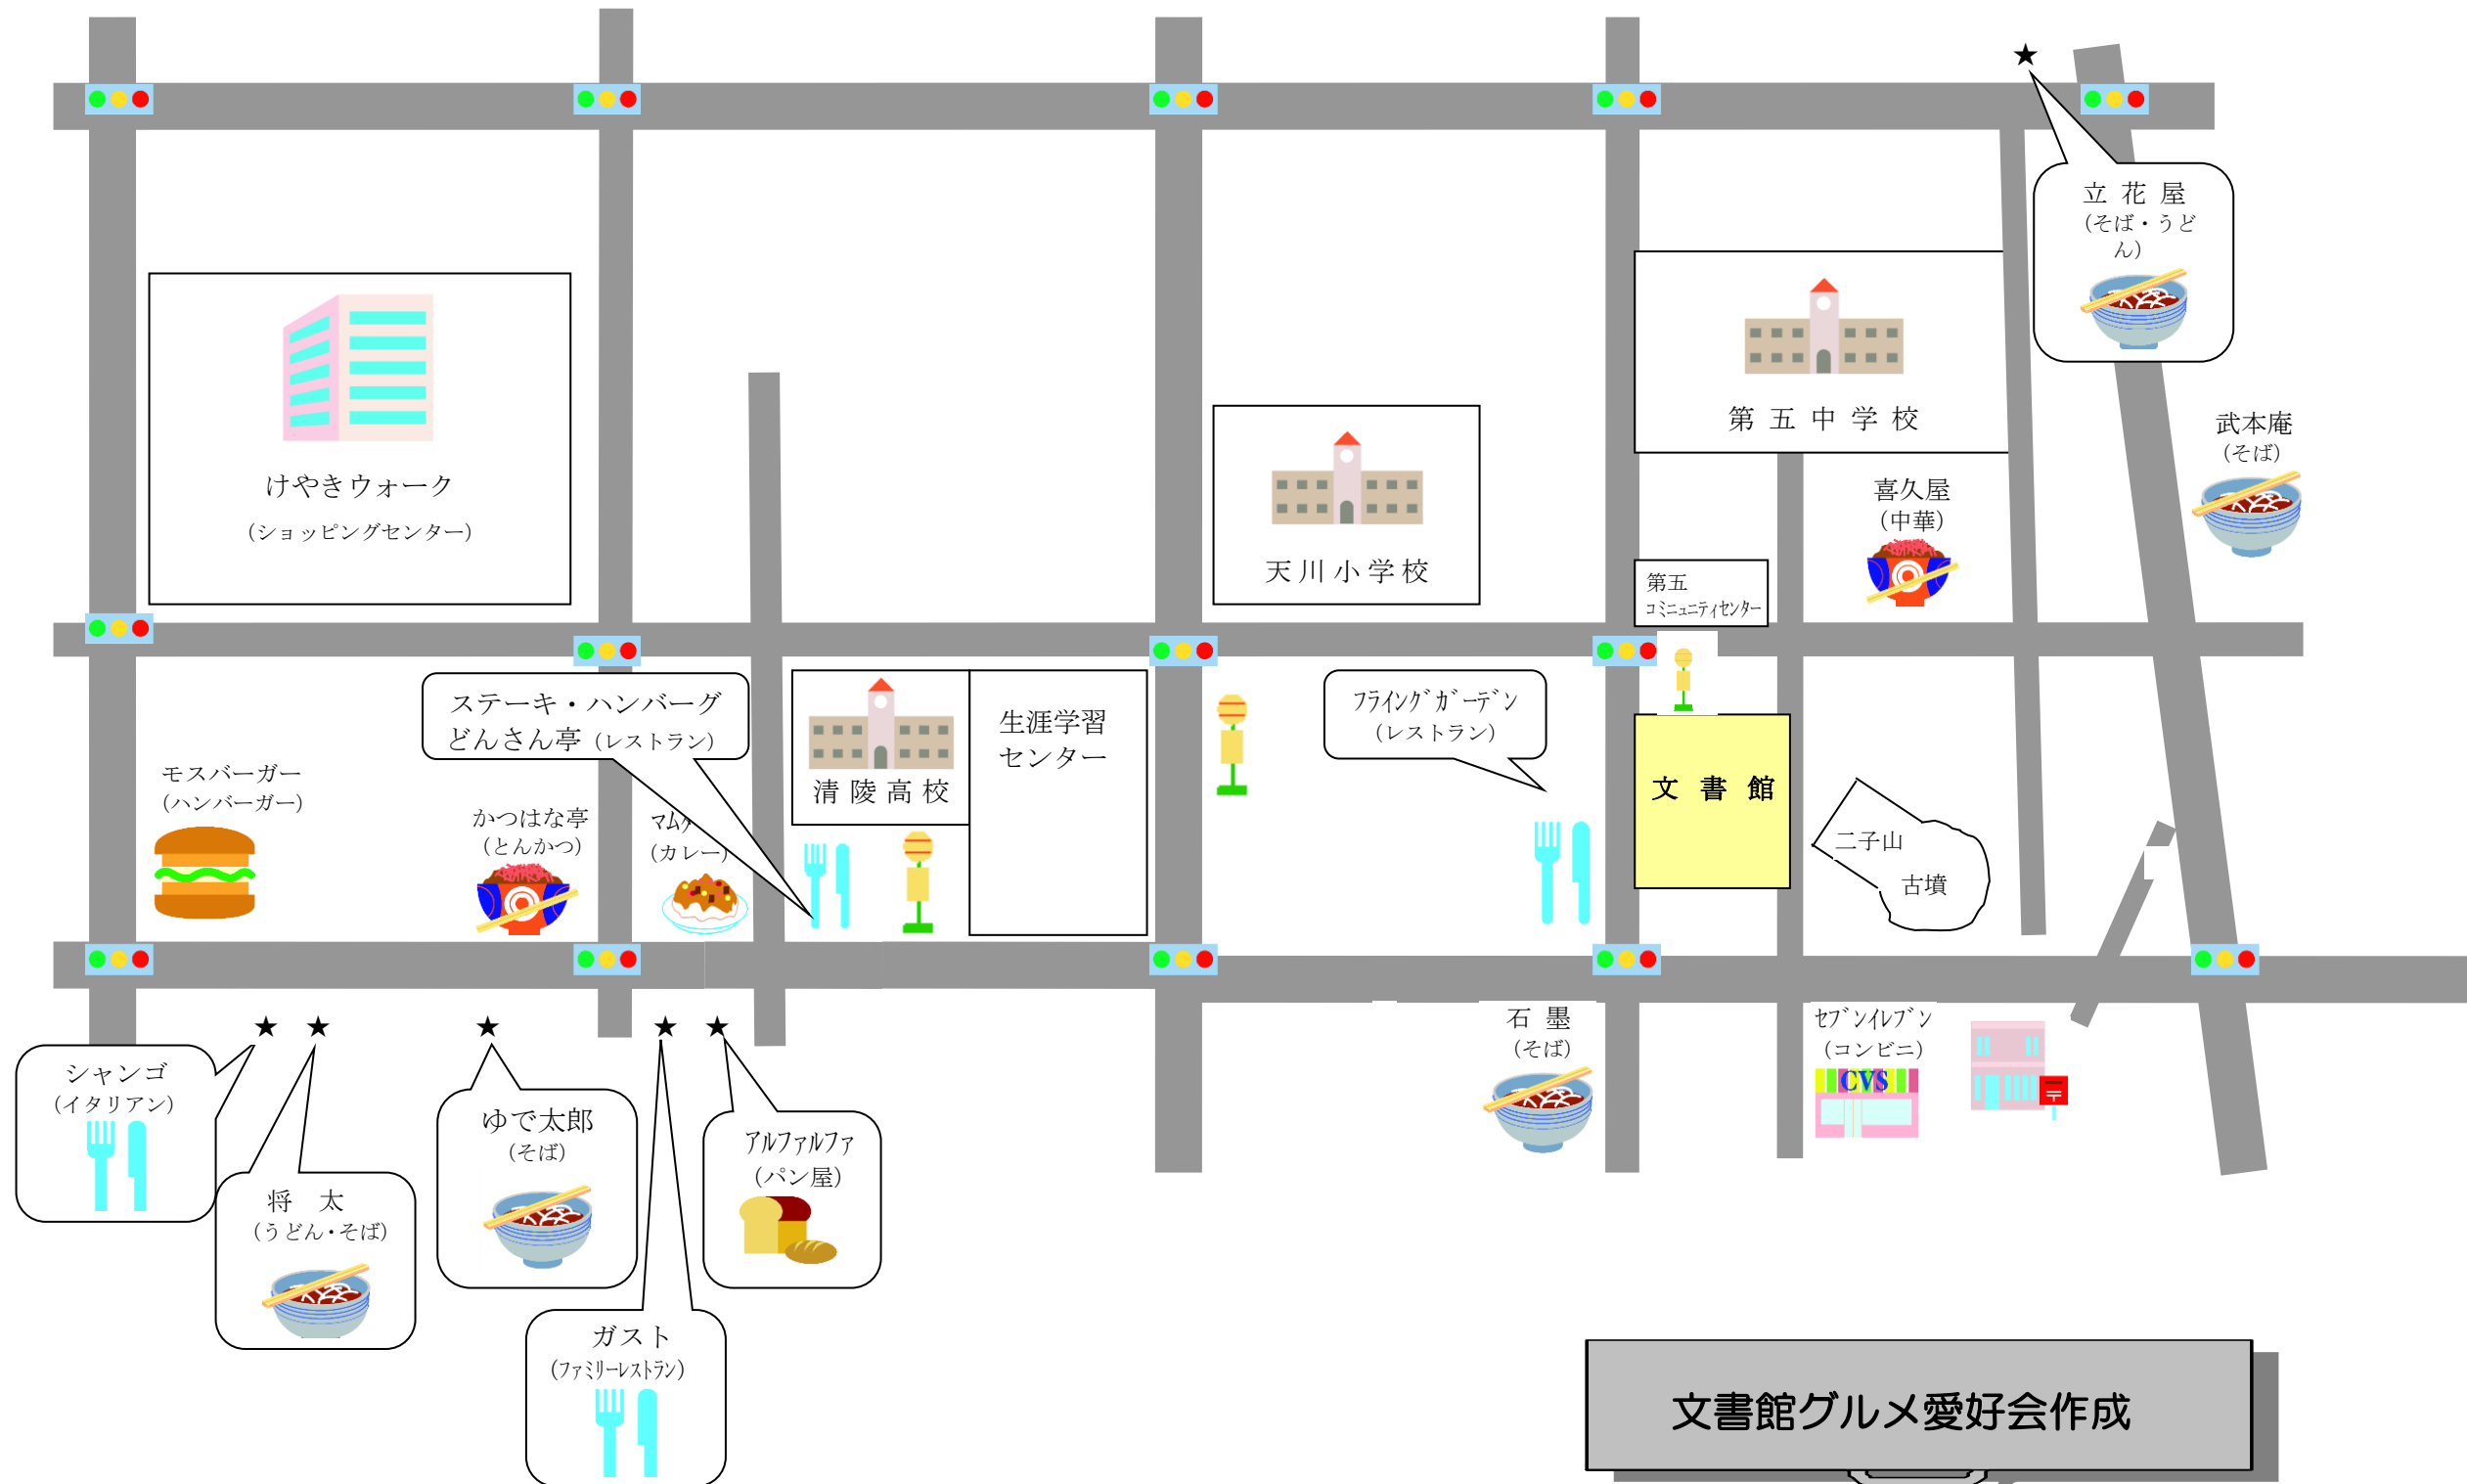 立花屋
(そば・うど
ん)
武本庵
(そば)
第五中学校
喜久屋
(中華)
けやきウォーク
(ショッピングセンター)
天川小学校
第五
コミュニティセンター
ステーキ・ハンバーグ
どんさん亭(レストラン)
清陵高校
生涯学習
センター
フライングガーデン
(レストラン)
文書館
二子山
古墳
モスバーガー
(ハンバーガー)
かつはな亭
(とんかつ)
(カレー)
シャンゴ
(イタリアン)
将太
(うどん・そば)
ゆで太郎
(そば)
ガスト
(ファミリーレストラン)
アルファルファ
(パン屋)
石墨
(そば)
セブンイレブン
(コンビニ)
CVS
〒
文書館グルメ愛好会作成